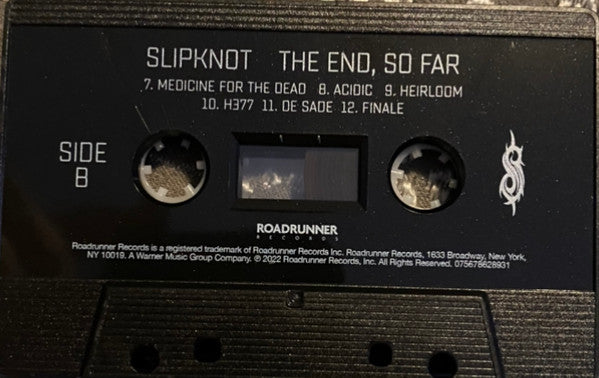 SLIPKNOT THE END, SO FAR
7. MEDICINE FOR THE DEAD 8. ACIDIC 9. HEIRLOOM
10. H377 11. DE SADE 12. FINALE
SIDE
B
ROADRUNNER
RECORDS
Roadrunner Records is a registered trademark of Roadrunner Records Inc. Roadrunner Records, 1633 Broadway, New York,
NY 10019. A Warner Music Group Company. ℗ 2022 Roadrunner Records, Inc. All Rights Reserved. 075678628931